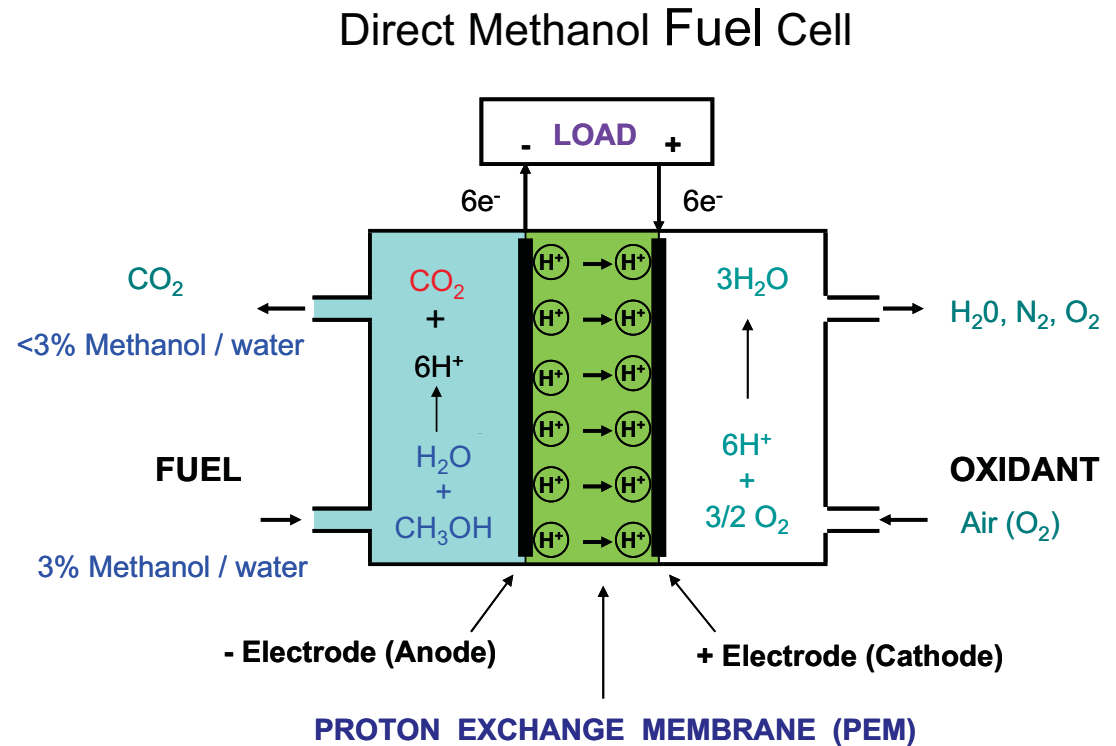 Direct Methanol Fuel Cell
- LOAD +
6e⁻ 6e⁻
CO₂
<3% Methanol / water
FUEL
3% Methanol / water
CO₂
+
6H⁺
H₂O
+
CH₃OH
H⁺ H⁺
H⁺ H⁺
H⁺ H⁺
H⁺ H⁺
H⁺ H⁺
H⁺ H⁺
3H₂O
6H⁺
+
3/2 O₂
H₂0, N₂, O₂
OXIDANT
Air (O₂)
- Electrode (Anode)
+ Electrode (Cathode)
PROTON EXCHANGE MEMBRANE (PEM)